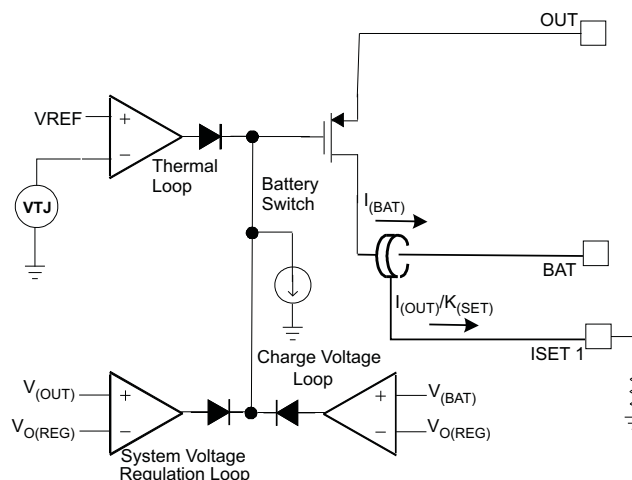 OUT
VREF
+
−
Thermal
Loop
VTJ
Battery
Switch
I(BAT)
BAT
I(OUT)/K(SET)
ISET 1
Charge Voltage
Loop
V(OUT)
+
VO(REG)
−
+
V(BAT)
−
VO(REG)
System Voltage
Regulation Loop